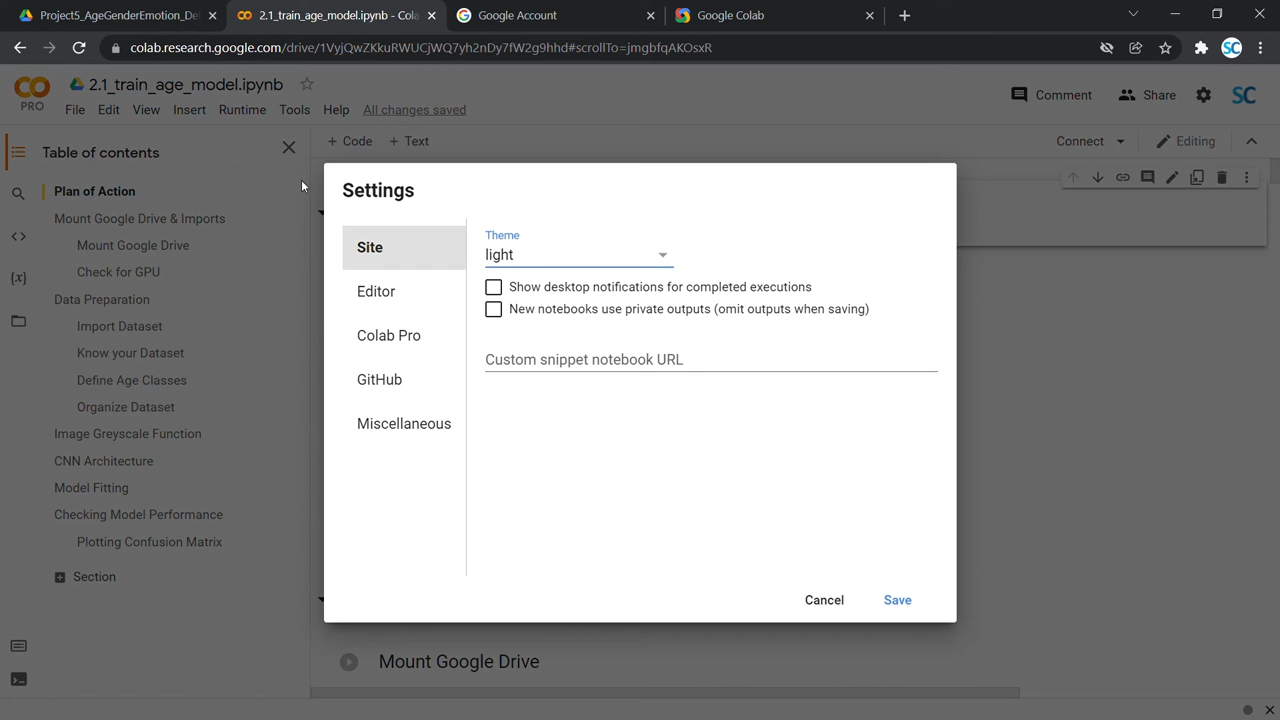 Project5_AgeGenderEmotion_De
2.1_train_age_model.ipynb - Cola
Google Account
Google Colab
colab.research.google.com/drive/1VyjQwZKkuRWUCjWQ7yh2nDy7fW2g9hhd#scrollTo=jmgbfqAKOsxR
SC
PRO
2.1_train_age_model.ipynb
File Edit View Insert Runtime Tools Help All changes saved
Comment
Share
SC
Table of contents
+ Code + Text
Connect
Editing
Plan of Action
Mount Google Drive & Imports
Mount Google Drive
Check for GPU
Data Preparation
Import Dataset
Know your Dataset
Define Age Classes
Organize Dataset
Image Greyscale Function
CNN Architecture
Model Fitting
Checking Model Performance
Plotting Confusion Matrix
Section
Settings
Site
Editor
Colab Pro
GitHub
Miscellaneous
Theme
light
Show desktop notifications for completed executions
New notebooks use private outputs (omit outputs when saving)
Custom snippet notebook URL
Cancel
Save
Mount Google Drive